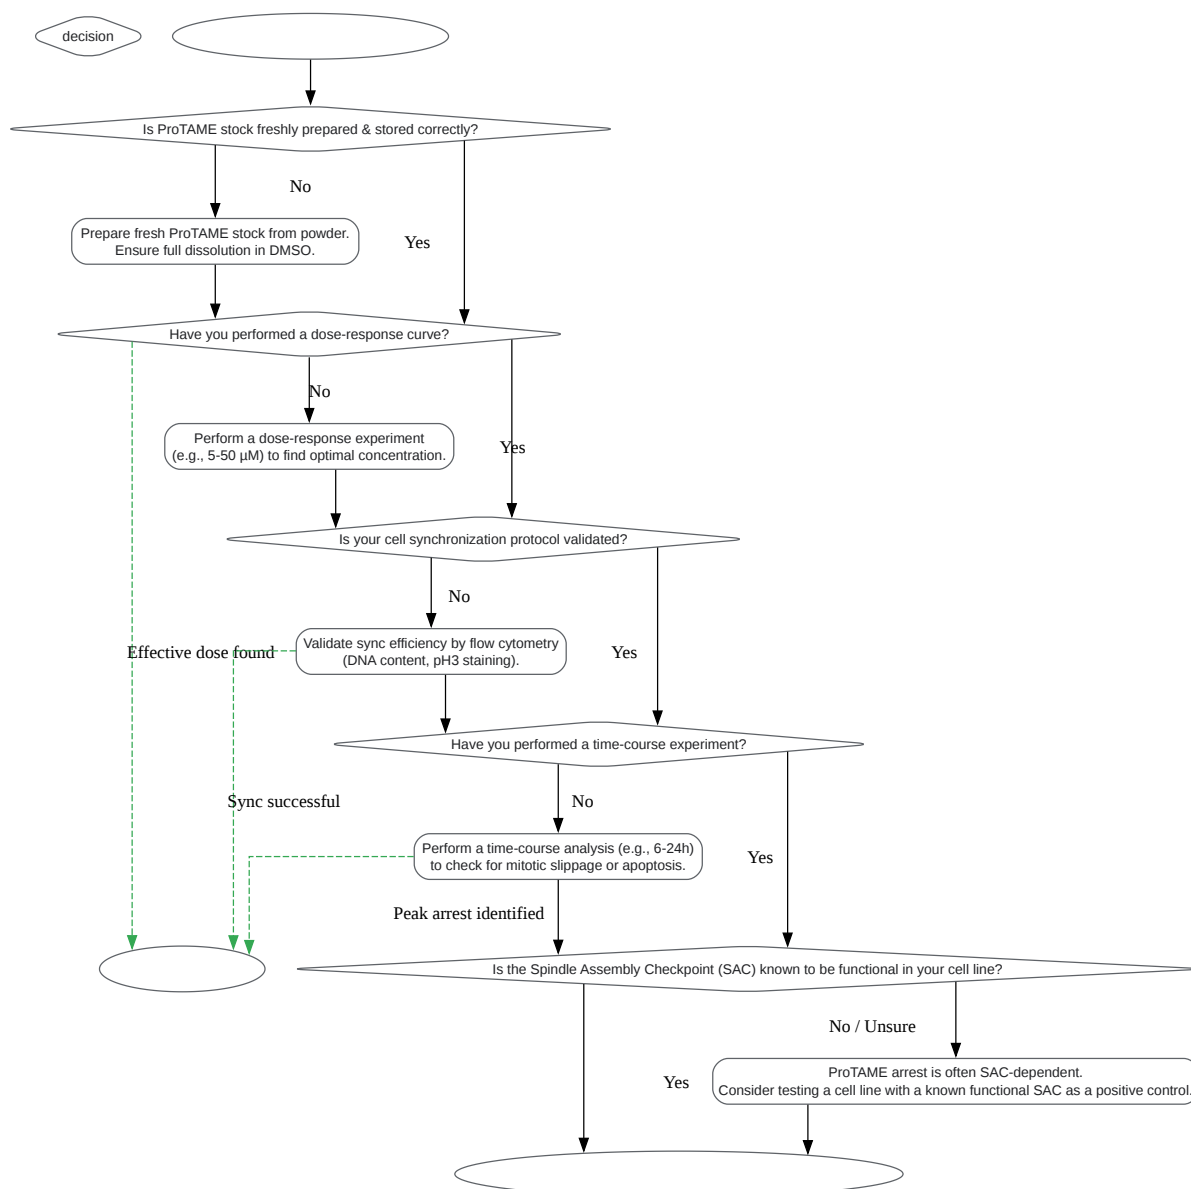 decision
Is ProTAME stock freshly prepared & stored correctly?
No
Prepare fresh ProTAME stock from powder.
Ensure full dissolution in DMSO.
Yes
Have you performed a dose-response curve?
No
Perform a dose-response experiment
(e.g., 5-50 µM) to find optimal concentration.
Yes
Is your cell synchronization protocol validated?
No
Effective dose found
Validate sync efficiency by flow cytometry
(DNA content, pH3 staining).
Yes
Have you performed a time-course experiment?
Sync successful
No
Perform a time-course analysis (e.g., 6-24h)
to check for mitotic slippage or apoptosis.
Yes
Peak arrest identified
Is the Spindle Assembly Checkpoint (SAC) known to be functional in your cell line?
No / Unsure
Yes
ProTAME arrest is often SAC-dependent.
Consider testing a cell line with a known functional SAC as a positive control.